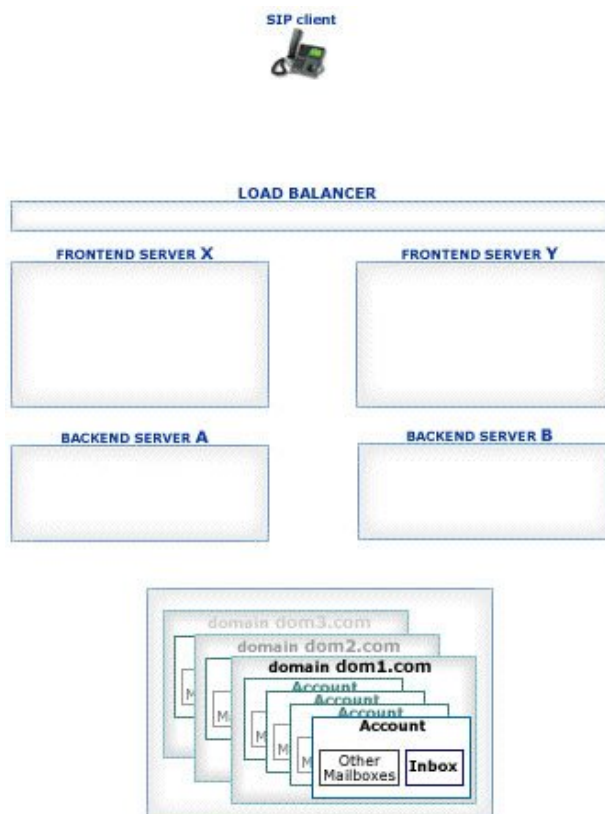 SIP client
LOAD BALANCER
FRONTEND SERVER X
FRONTEND SERVER Y
BACKEND SERVER A
BACKEND SERVER B
domain dom3.com
domain dom2.com
domain dom1.com
Account
Account
Account
Account
Other
Mailboxes
Inbox